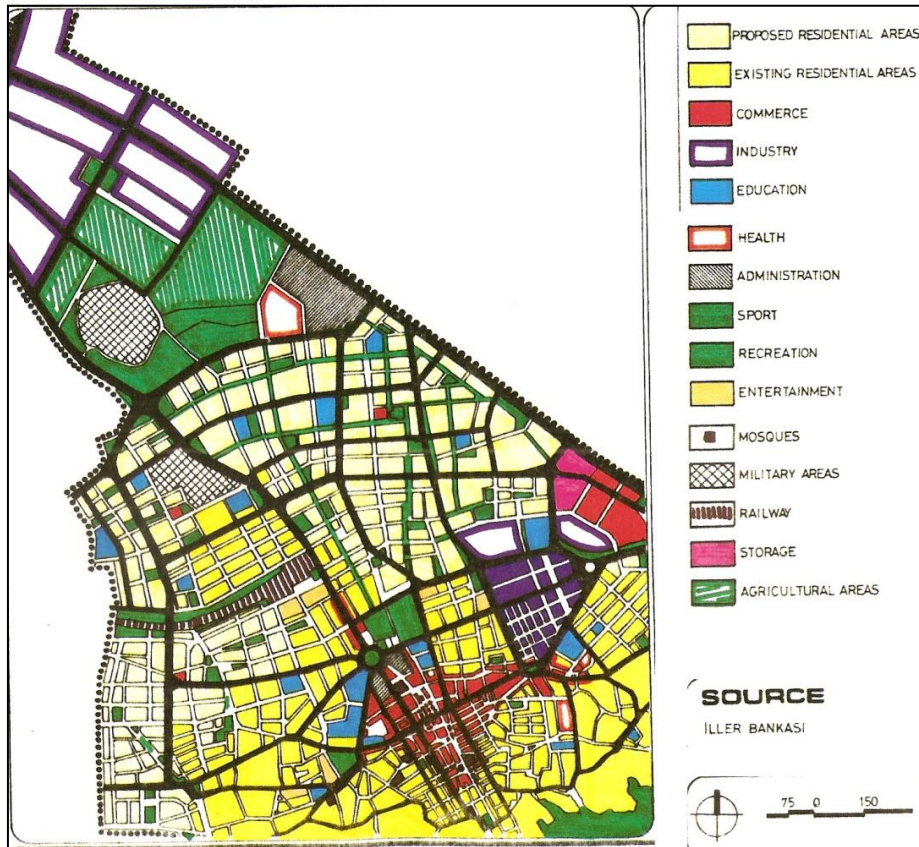 PROPOSED RESIDENTIAL AREAS
EXISTING RESIDENTIAL AREAS
COMMERCE
INDUSTRY
EDUCATION
HEALTH
ADMINISTRATION
SPORT
RECREATION
ENTERTAINMENT
MOSQUES
MILITARY AREAS
RAILWAY
STORAGE
AGRICULTURAL AREAS
SOURCE
İLLER BANKASI
75 0 150